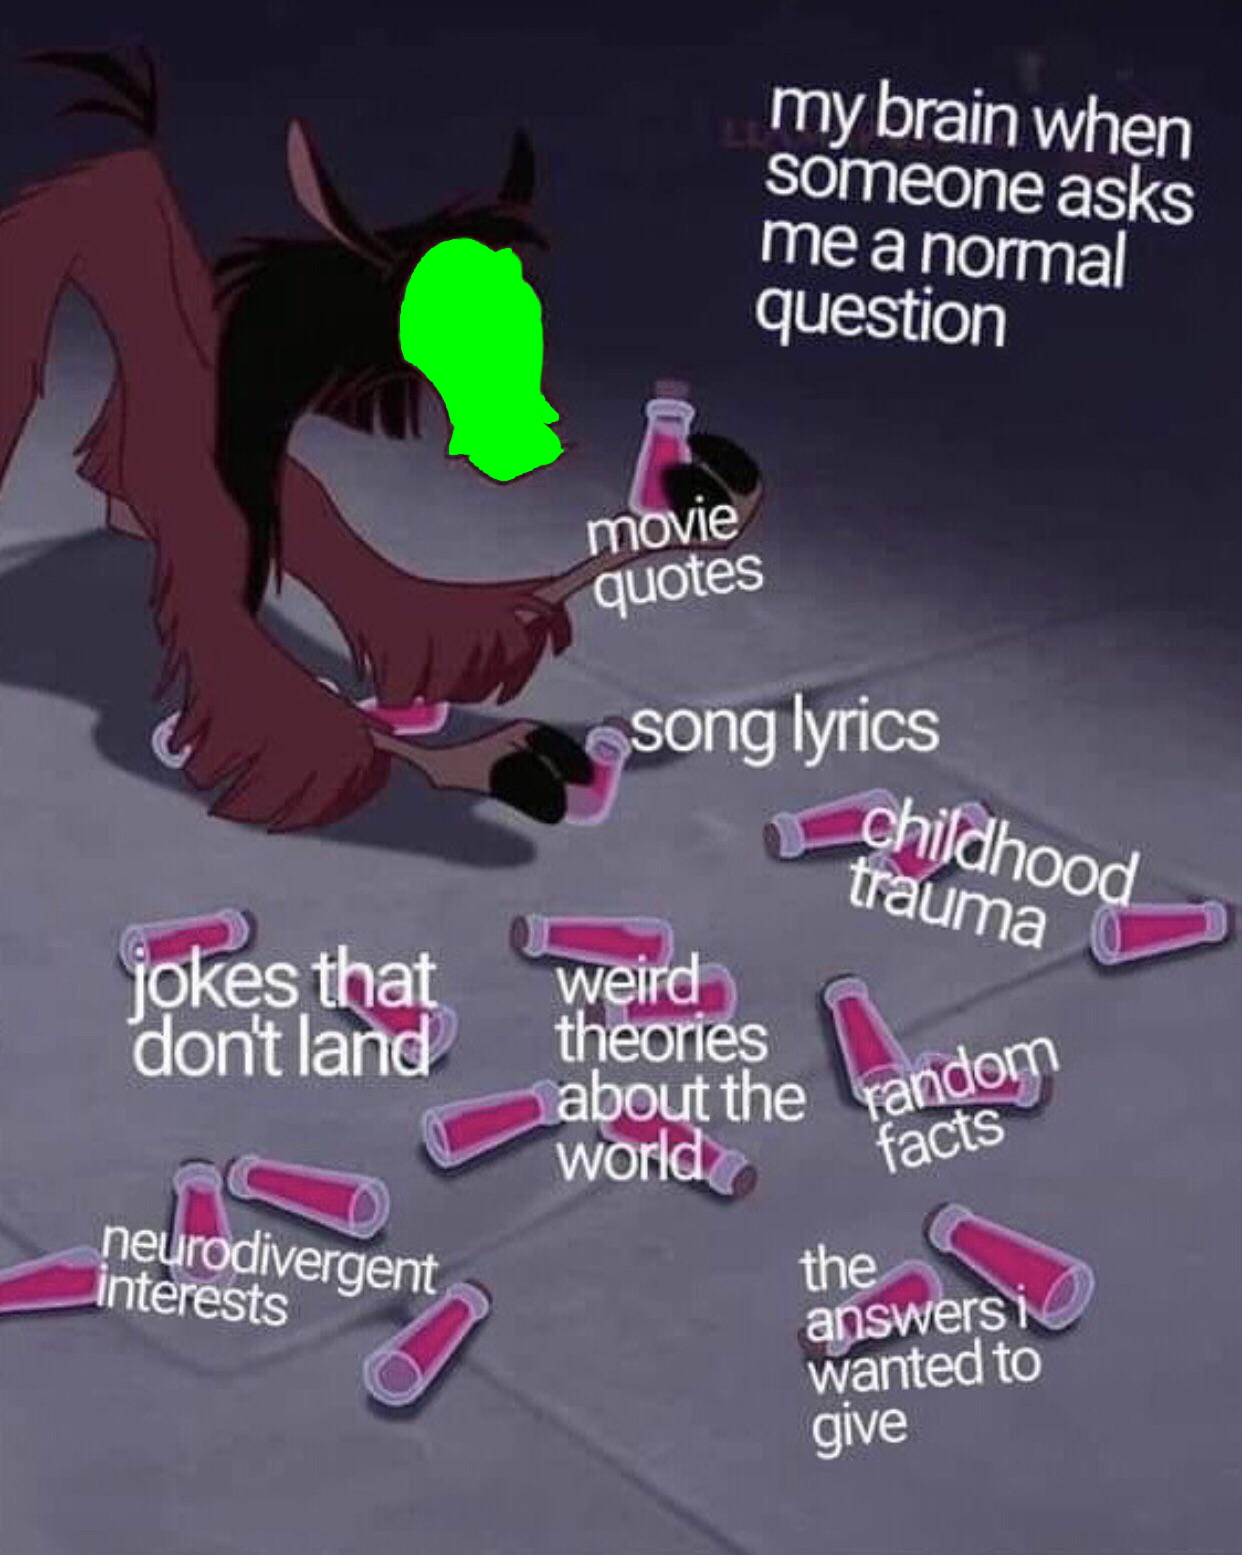 my brain when
someone asks
me a normal
question
movie
quotes
song lyrics
childhood
trauma
jokes that
don't land
weird
theories
about the
world
random
facts
neurodivergent
interests
the
answers i
wanted to
give